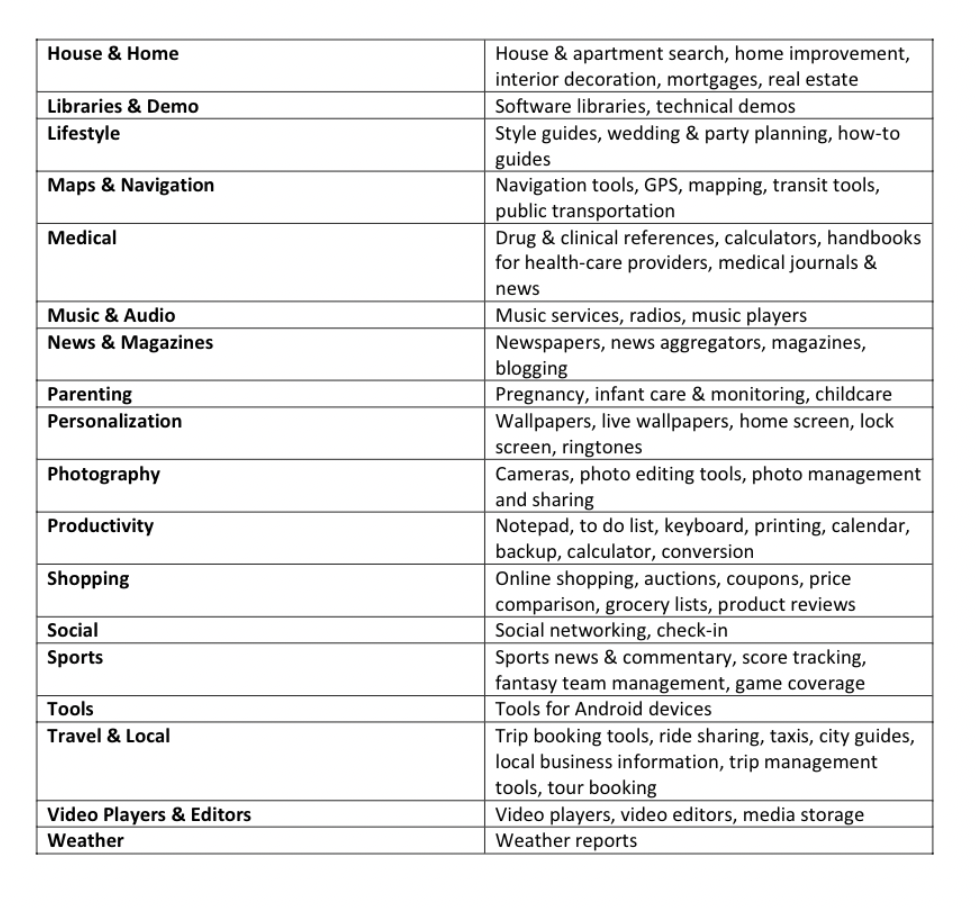 House & Home
House & apartment search, home improvement,
interior decoration, mortgages, real estate
Libraries & Demo
Software libraries, technical demos
Lifestyle
Style guides, wedding & party planning, how-to
guides
Maps & Navigation
Navigation tools, GPS, mapping, transit tools,
public transportation
Medical
Drug & clinical references, calculators, handbooks
for health-care providers, medical journals &
news
Music & Audio
Music services, radios, music players
News & Magazines
Newspapers, news aggregators, magazines,
blogging
Parenting
Pregnancy, infant care & monitoring, childcare
Personalization
Wallpapers, live wallpapers, home screen, lock
screen, ringtones
Photography
Cameras, photo editing tools, photo management
and sharing
Productivity
Notepad, to do list, keyboard, printing, calendar,
backup, calculator, conversion
Shopping
Online shopping, auctions, coupons, price
comparison, grocery lists, product reviews
Social
Social networking, check-in
Sports
Sports news & commentary, score tracking,
fantasy team management, game coverage
Tools
Tools for Android devices
Travel & Local
Trip booking tools, ride sharing, taxis, city guides,
local business information, trip management
tools, tour booking
Video Players & Editors
Video players, video editors, media storage
Weather
Weather reports